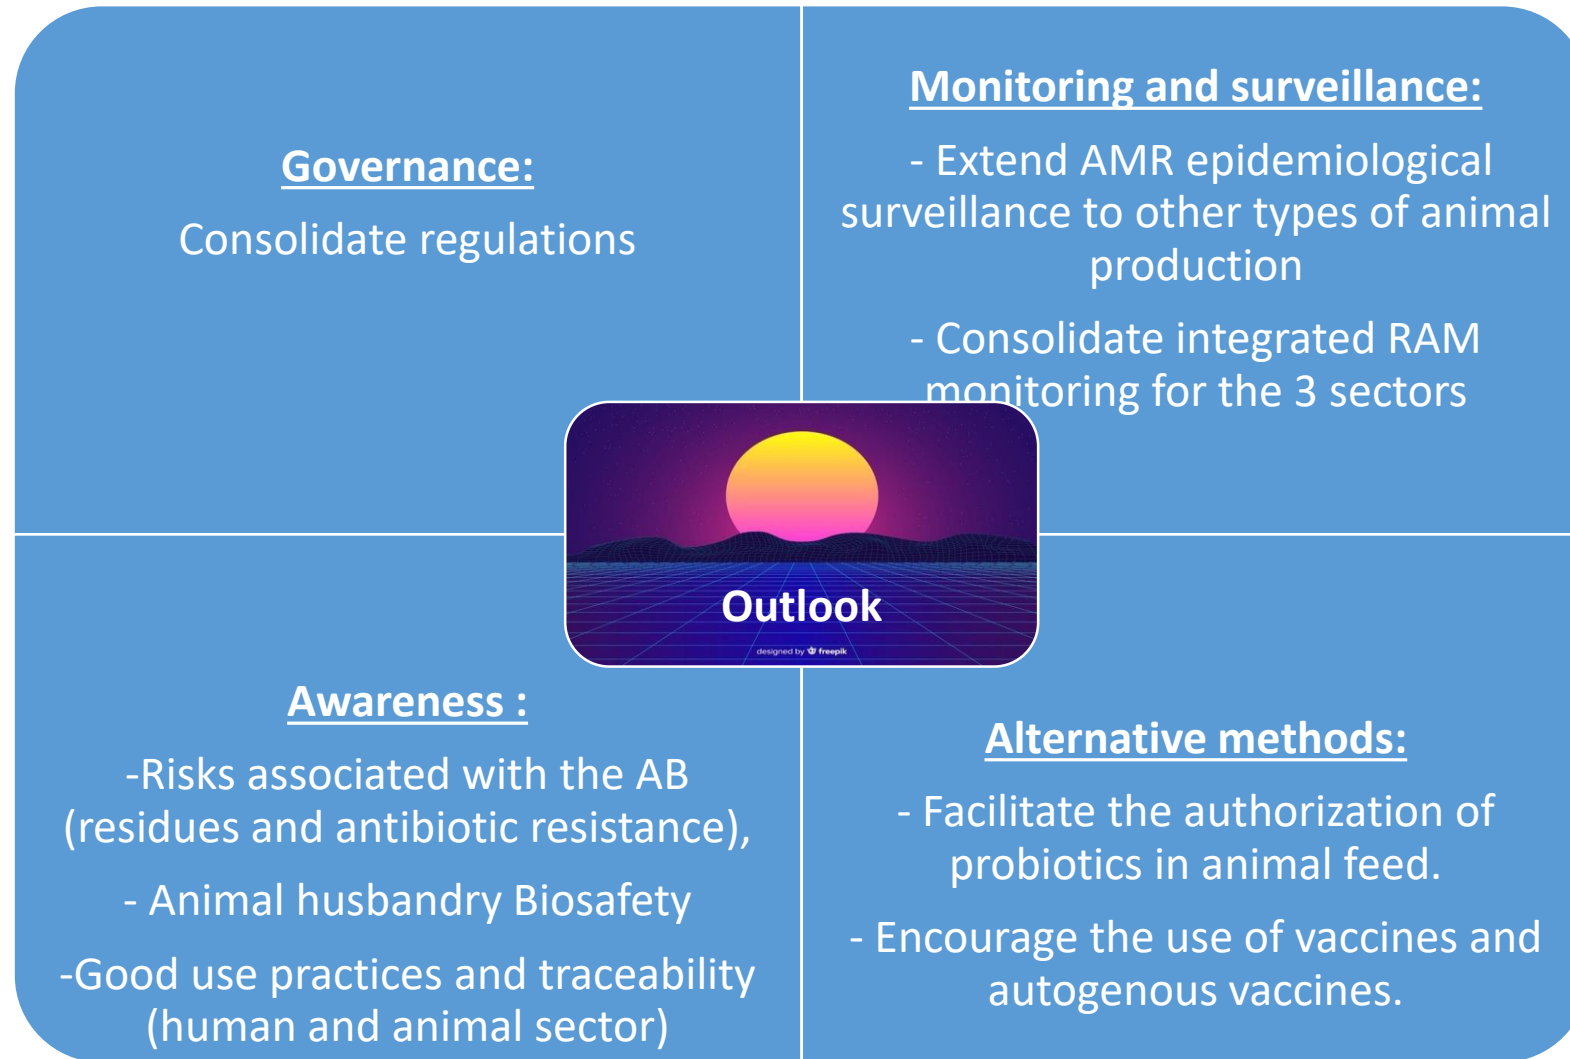 Governance:
Consolidate regulations
Monitoring and surveillance:
- Extend AMR epidemiological
surveillance to other types of animal
production
- Consolidate integrated RAM
monitoring for the 3 sectors
Outlook
designed by freepik
Awareness :
-Risks associated with the AB
(residues and antibiotic resistance),
- Animal husbandry Biosafety
-Good use practices and traceability
(human and animal sector)
Alternative methods:
- Facilitate the authorization of
probiotics in animal feed.
- Encourage the use of vaccines and
autogenous vaccines.